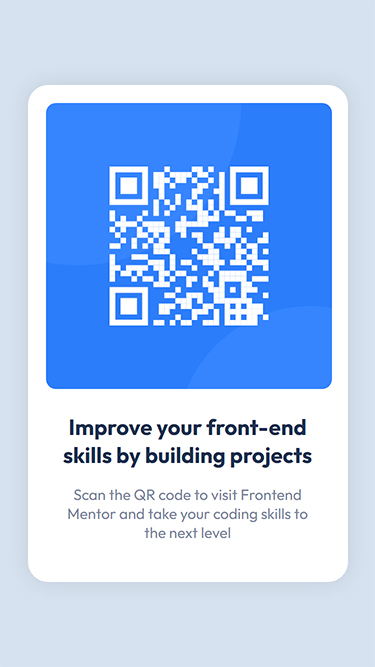 Improve your front-end
skills by building projects
Scan the QR code to visit Frontend
Mentor and take your coding skills to
the next level